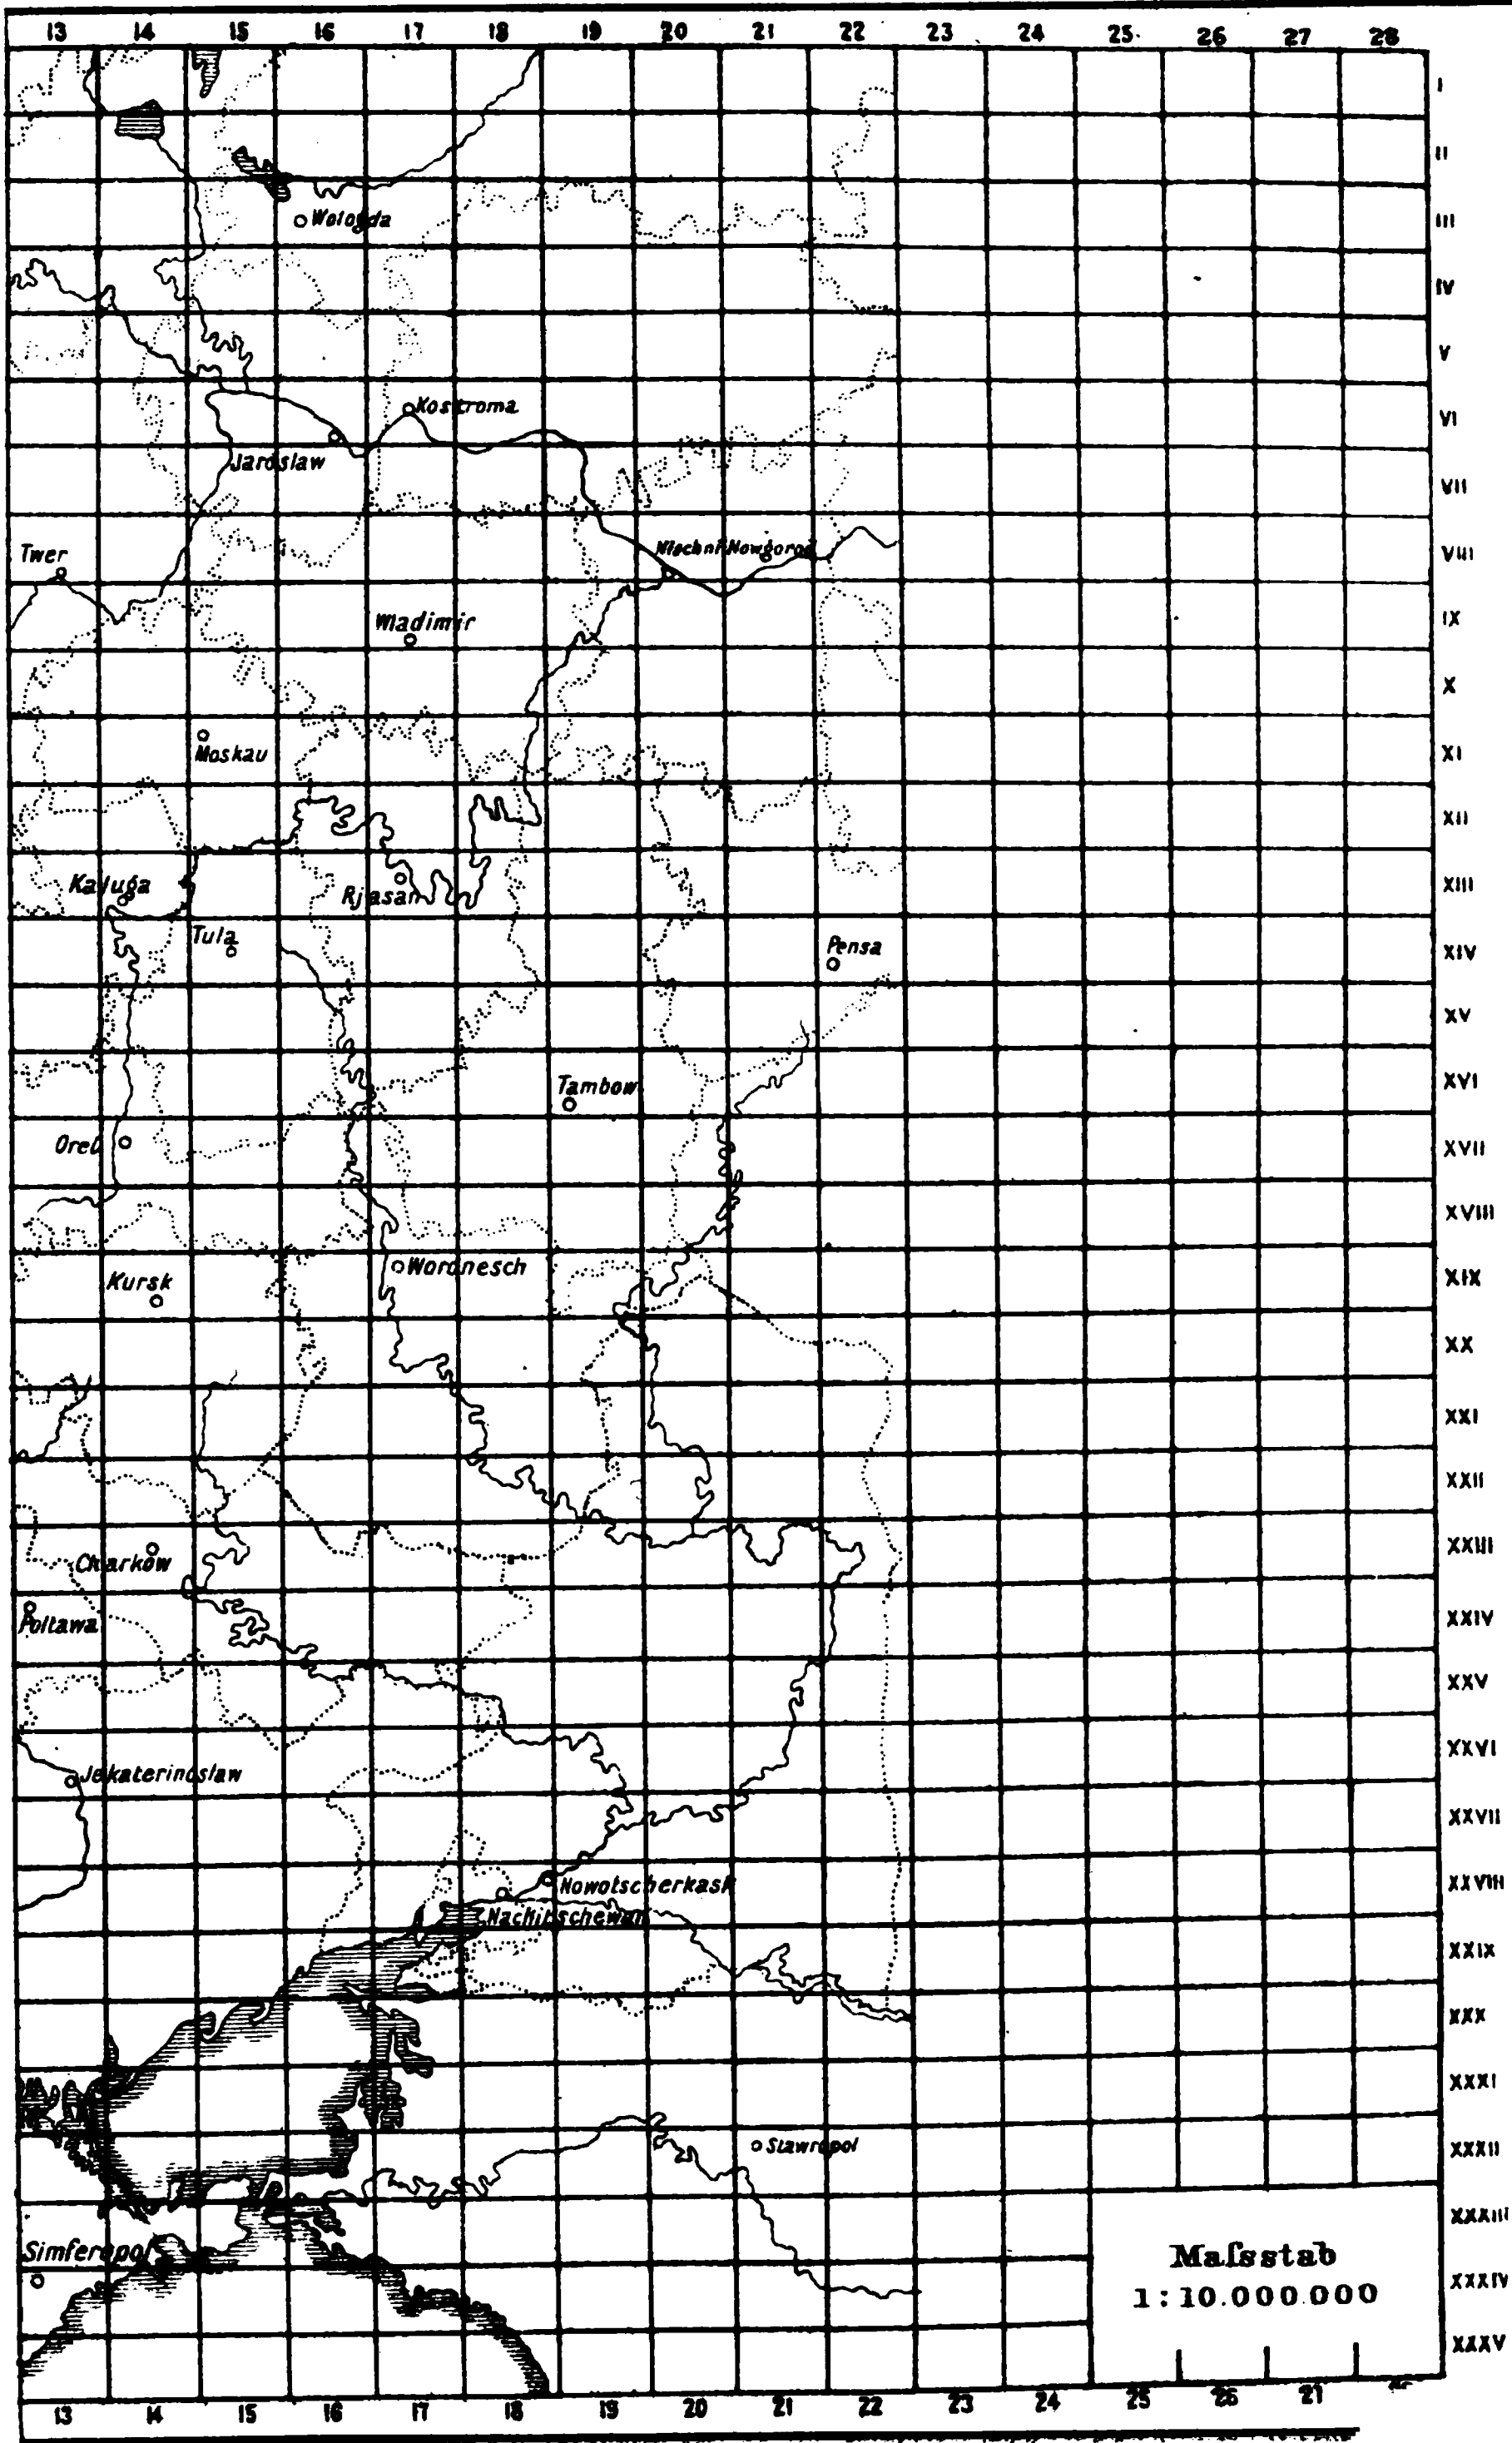 13 14 15 16 17 18 19 20 21 22 23 24 25 26 27 28
I
II
III
Wologda
IV
V
VI
Kostroma
Jaroslaw
VII
VIII
Twer
Nischni Nowgorod
IX
Wladimir
X
XI
Moskau
XII
XIII
Kaluga
Rjasan
Tula
XIV
Pensa
XV
XVI
Tambow
XVII
Orel
XVIII
XIX
Woronesch
Kursk
XX
XXI
XXII
XXIII
Charkow
XXIV
Poltawa
XXV
XXVI
Jekaterinoslaw
XXVII
XXVIII
Nowotscherkask
Nachitschewan
XXIX
XXX
XXXI
XXXII
Stawropol
XXXIII
Simferopol
Maſsstab
XXXIV
1:10.000.000
XXXV
13 14 15 16 17 18 19 20 21 22 23 24 25 26 27